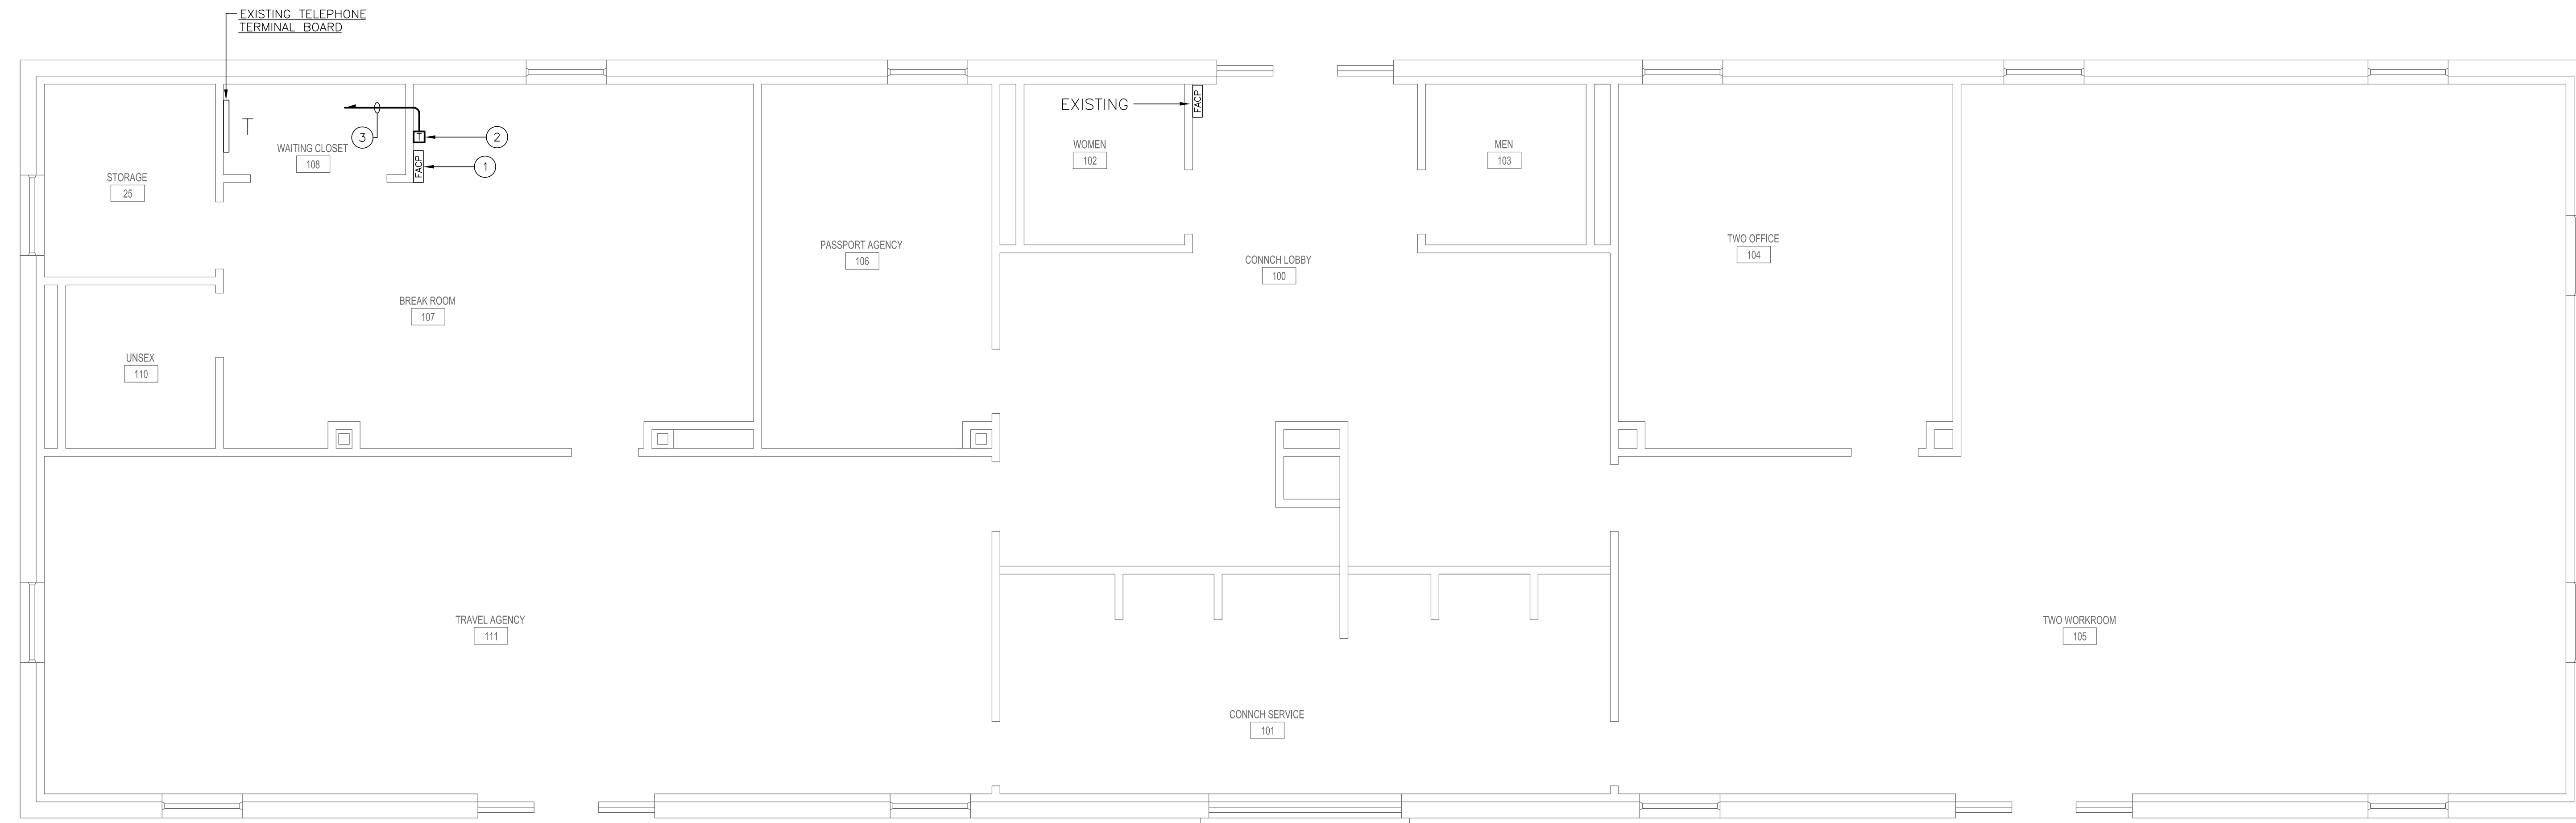 EXISTING TELEPHONE
TERMINAL BOARD
T
3
T
2
FACP
1
WAITING CLOSET
108
STORAGE
25
EXISTING
FACP
WOMEN
102
MEN
103
PASSPORT AGENCY
106
CONNCH LOBBY
100
TWO OFFICE
104
BREAK ROOM
107
UNSEX
110
TRAVEL AGENCY
111
TWO WORKROOM
105
CONNCH SERVICE
101